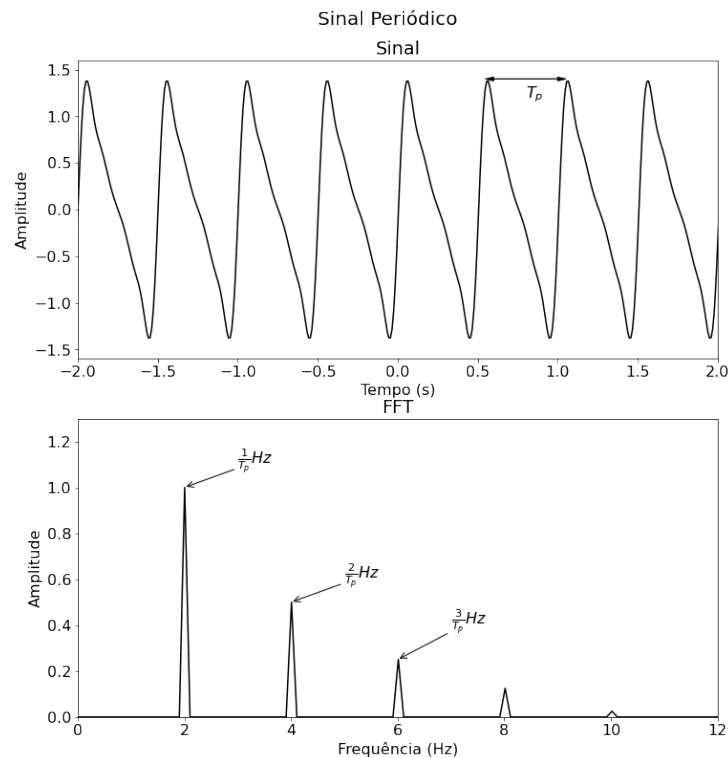 Sinal Periódico
Sinal
Amplitude
1.5
1.0
0.5
0.0
−0.5
−1.0
−1.5
T_p
−2.0 −1.5 −1.0 −0.5 0.0 0.5 1.0 1.5 2.0
Tempo (s)
FFT
Amplitude
1.2
1.0
0.8
0.6
0.4
0.2
0.0
1/T_p Hz
2/T_p Hz
3/T_p Hz
0 2 4 6 8 10 12
Frequência (Hz)